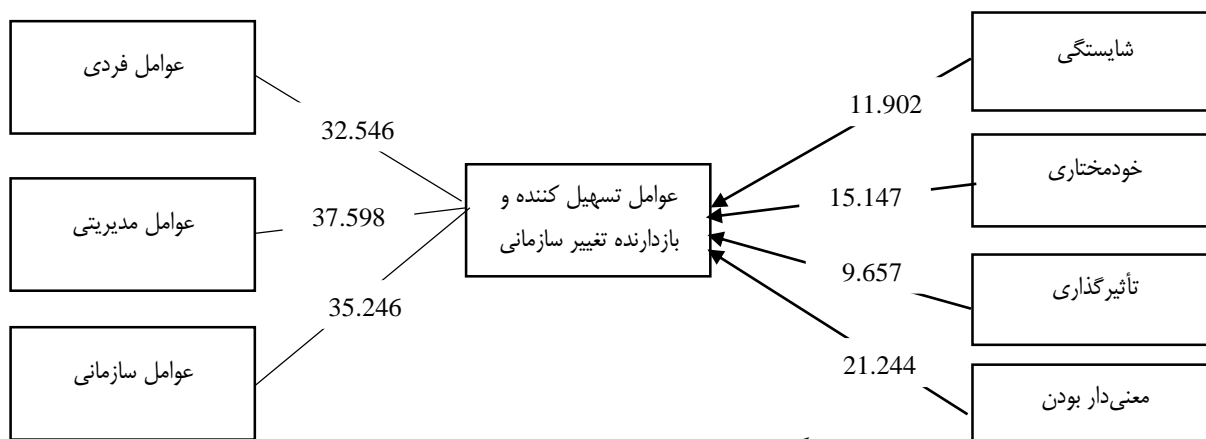 شایستگی
11.902
خودمختاری
15.147
تأثیرگذاری
9.657
معنی‌دار بودن
21.244
عوامل تسهیل کننده و
بازدارنده تغییر سازمانی
عوامل فردی
32.546
عوامل مدیریتی
37.598
عوامل سازمانی
35.246